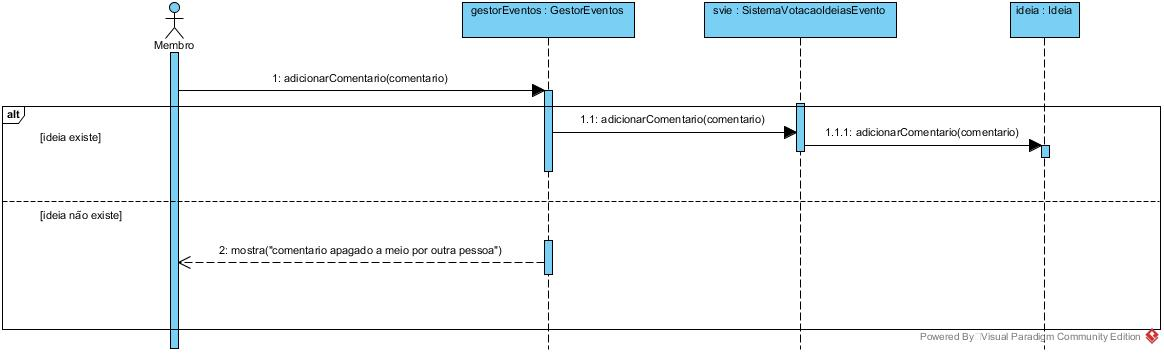 gestorEventos : GestorEventos
svie : SistemaVotacaoIdeiasEvento
ideia : Ideia
Membro
1: adicionarComentario(comentario)
alt
[ideia existe]
1.1: adicionarComentario(comentario)
1.1.1: adicionarComentario(comentario)
[ideia não existe]
2: mostra("comentario apagado a meio por outra pessoa")
Powered By Visual Paradigm Community Edition